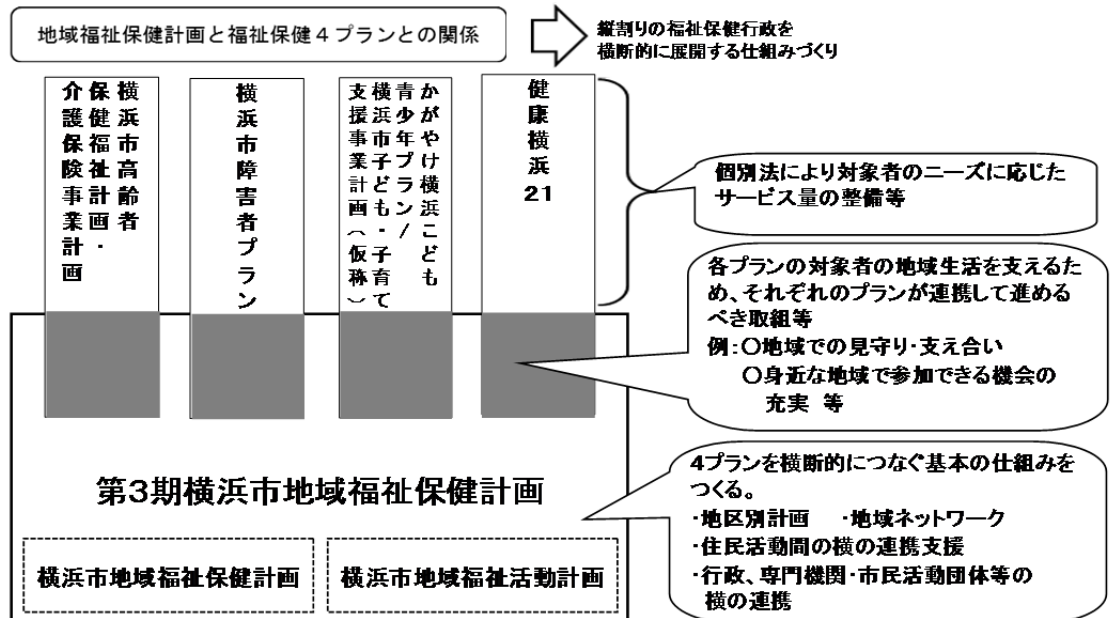 地域福祉保健計画と福祉保健4プランとの関係
縦割りの福祉保健行政を
横断的に展開する仕組みづくり
横浜市高齢者
保健福祉計画・
介護保険事業計画
横浜市障害者プラン
かがやけ横浜こども
青少年プラン/
横浜市子ども・子育て
支援事業計画(仮称)
健康横浜21
個別法により対象者のニーズに応じた
サービス量の整備等
各プランの対象者の地域生活を支えるた
め、それぞれのプランが連携して進める
べき取組等
例:○地域での見守り・支え合い
○身近な地域で参加できる機会の
充実 等
第3期横浜市地域福祉保健計画
4プランを横断的につなぐ基本の仕組みを
つくる。
・地区別計画 ・地域ネットワーク
・住民活動間の横の連携支援
・行政、専門機関・市民活動団体等の
横の連携
横浜市地域福祉保健計画
横浜市地域福祉活動計画